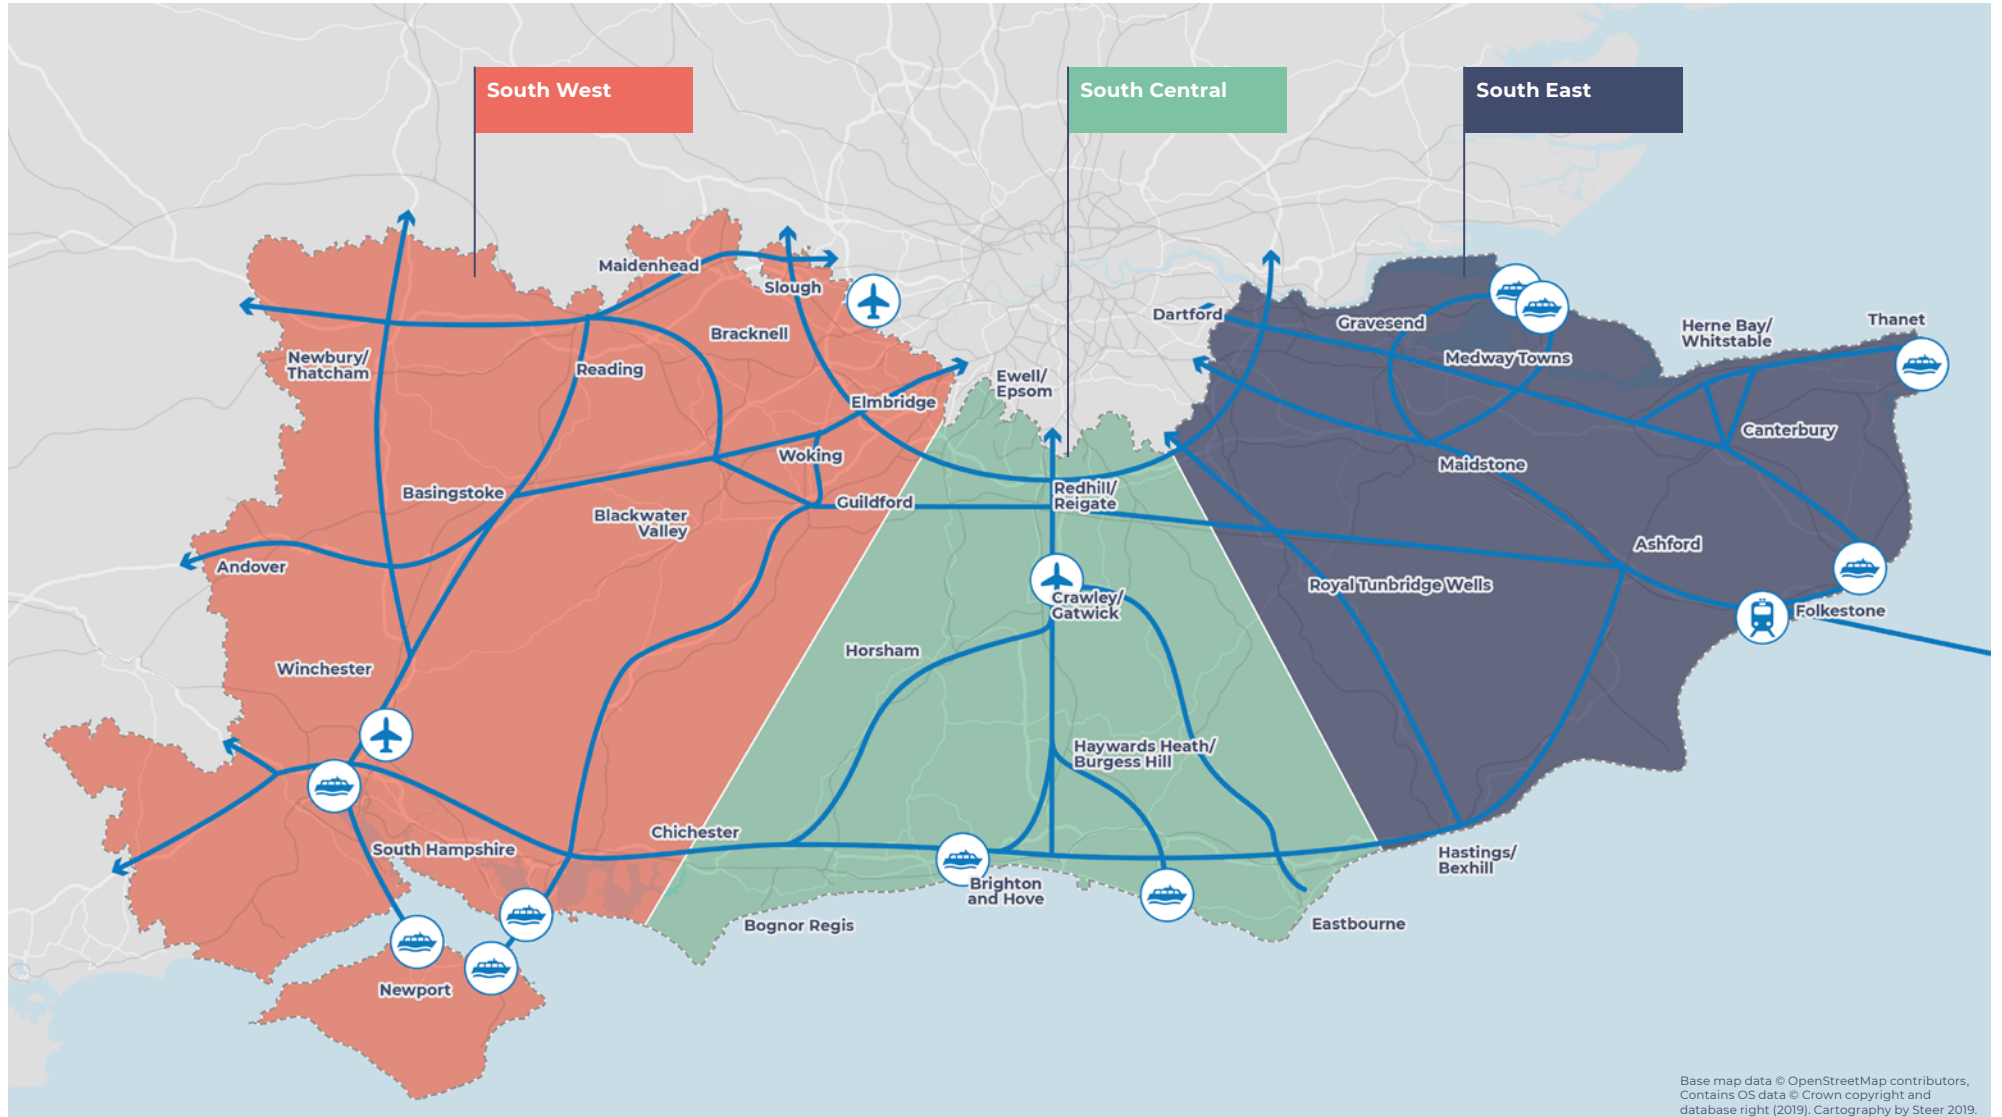 South West
South Central
South East
Maidenhead
Slough
Bracknell
Dartford
Gravesend
Herne Bay/
Whitstable
Thanet
Newbury/
Thatcham
Reading
Medway Towns
Ewell/
Epsom
Elmbridge
Canterbury
Woking
Maidstone
Basingstoke
Guildford
Redhill/
Reigate
Blackwater
Valley
Ashford
Andover
Royal Tunbridge Wells
Crawley/
Gatwick
Folkestone
Horsham
Winchester
Haywards Heath/
Burgess Hill
Chichester
South Hampshire
Hastings/
Bexhill
Brighton
and Hove
Bognor Regis
Eastbourne
Newport
Base map data © OpenStreetMap contributors,
Contains OS data © Crown copyright and
database right (2019). Cartography by Steer 2019.